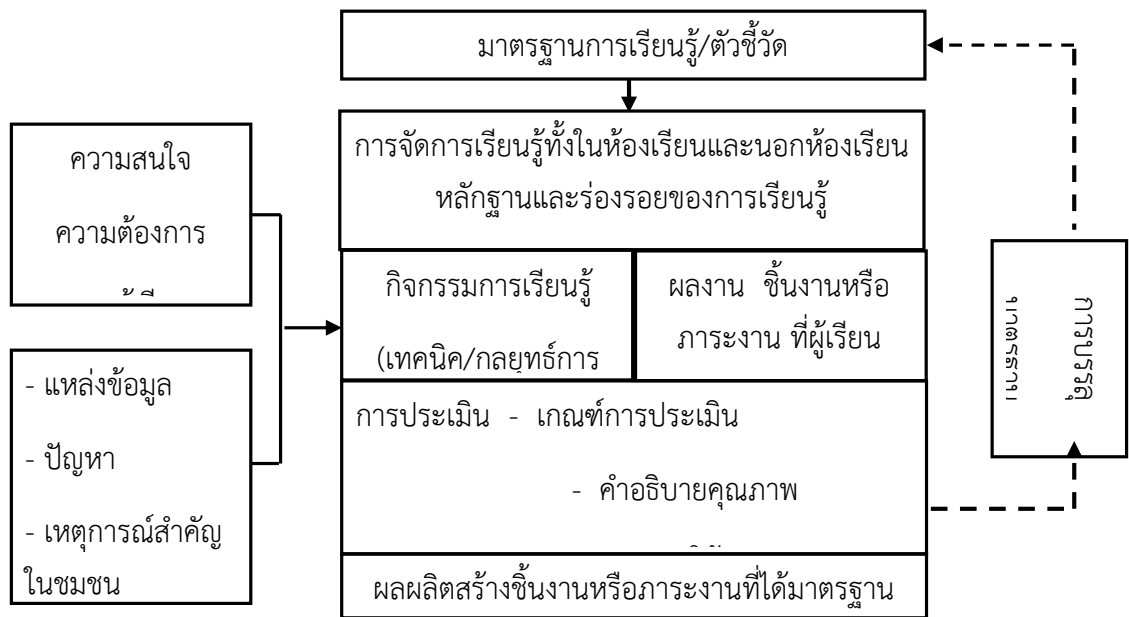 มาตรฐานการเรียนรู้/ตัวชี้วัด
การจัดการเรียนรู้ทั้งในห้องเรียนและนอกห้องเรียน
หลักฐานและร่องรอยของการเรียนรู้
ความสนใจ
ความต้องการ
กิจกรรมการเรียนรู้
(เทคนิค/กลยุทธ์การ
ผลงาน ชิ้นงานหรือ
ภาระงาน ที่ผู้เรียน
- แหล่งข้อมูล
- ปัญหา
- เหตุการณ์สำคัญ
ในชมชน
การประเมิน - เกณฑ์การประเมิน
- คำอธิบายคุณภาพ
ผลผลิตสร้างชิ้นงานหรือภาระงานที่ได้มาตรฐาน
การบรรลุ